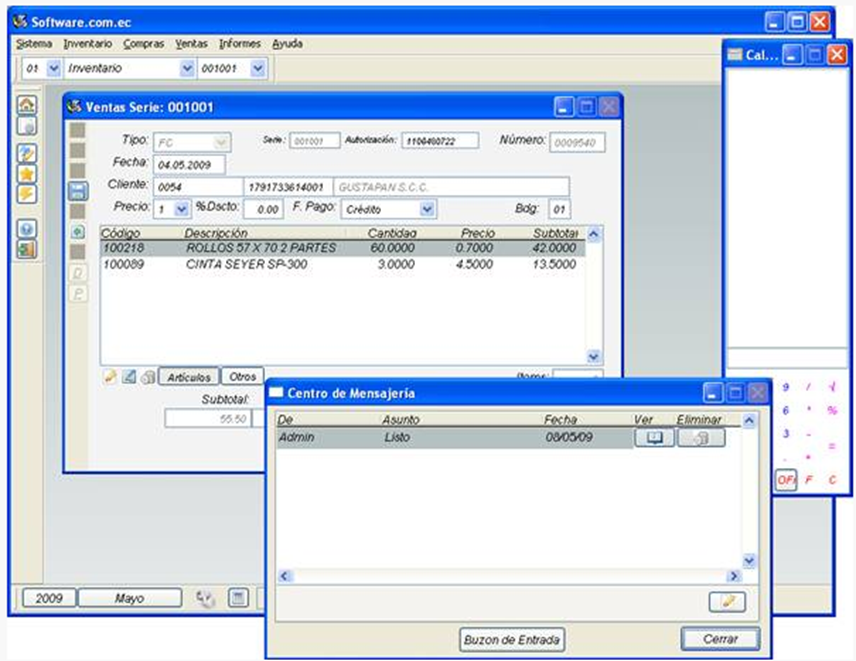 Software.com.ec
Sistema Inventario Compras Ventas Informes Ayuda
01 Inventario 001001
Cal...
Ventas Serie: 001001
Tipo: FC Serie: 001001 Autorización: 1106400722 Número: 0009540
Fecha: 04.05.2009
Cliente: 0054 1791733614001 GUSTAPAN S.C.C.
Precio: 1 %.Dscto: 0.00 F. Pago: Crédito Bdg: 01
Código Descripción Cantidad Precio Subtotal
100218 ROLLOS 57 X 70 2 PARTES 60.0000 0.7000 42.0000
100089 CINTA SEYER SP-300 3.0000 4.5000 13.5000
Artículos Otros
Subtotal:
55.50
9 / √
6 * %
3 - =
. +
OFF F C
Centro de Mensajería
De Asunto Fecha Ver Eliminar
Admin Listo 08/05/09
Buzon de Entrada Cerrar
2009 Mayo